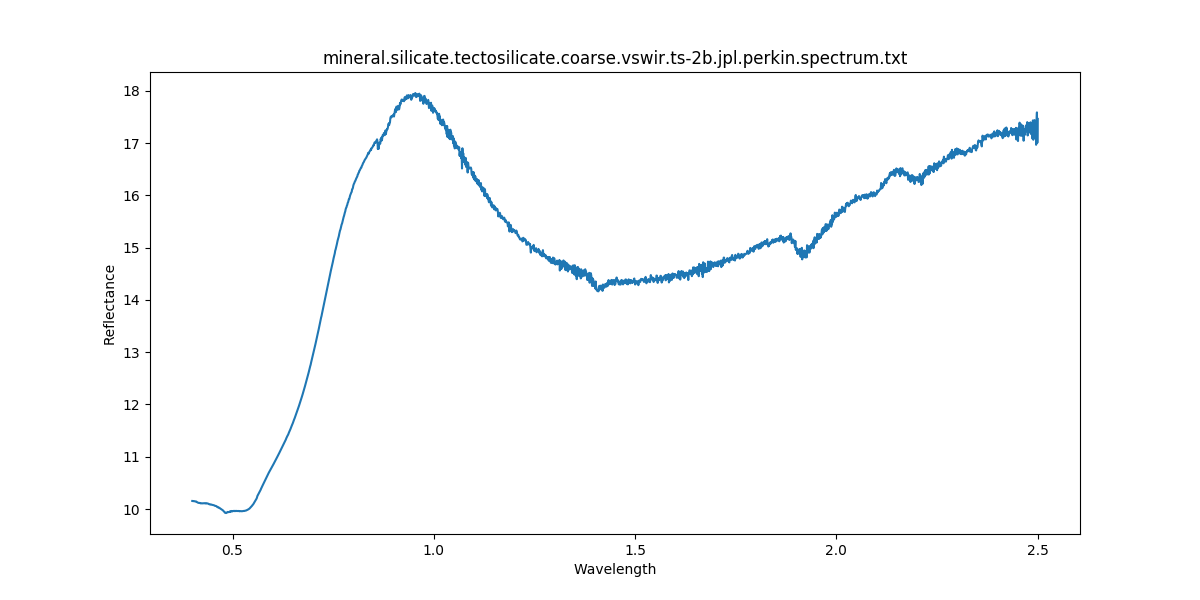 mineral.silicate.tectosilicate.coarse.vswir.ts-2b.jpl.perkin.spectrum.txt
18
17
16
15
14
13
12
11
10
Reflectance
0.5 1.0 1.5 2.0 2.5
Wavelength